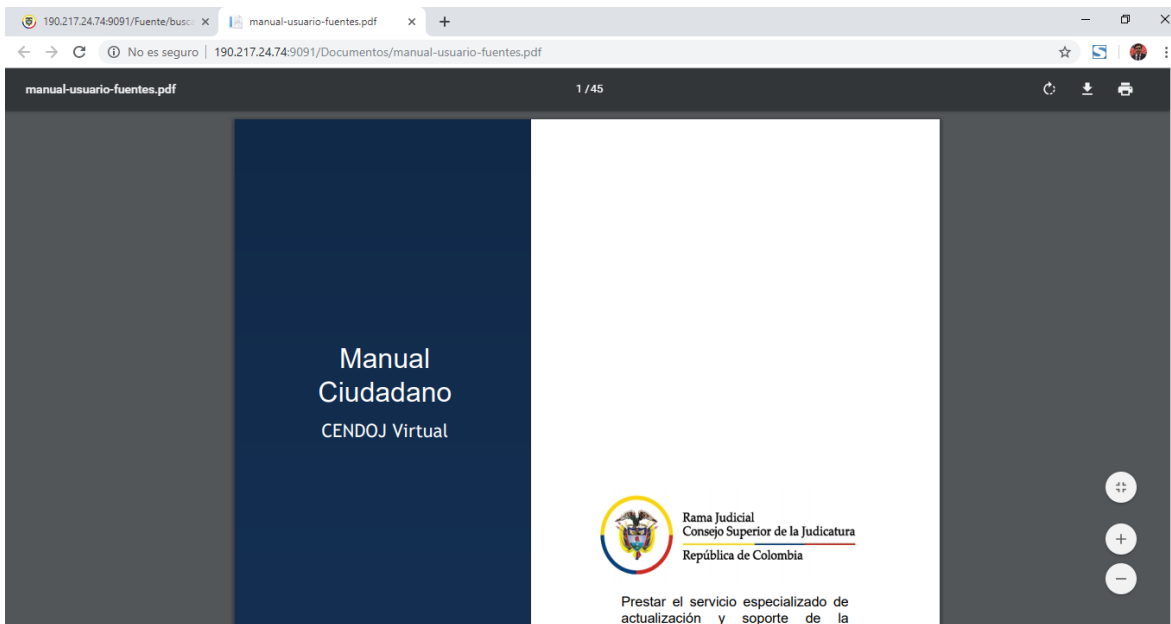 190.217.24.74:9091/Fuente/busca
manual-usuario-fuentes.pdf
No es seguro | 190.217.24.74:9091/Documentos/manual-usuario-fuentes.pdf
manual-usuario-fuentes.pdf
1 / 45
Manual
Ciudadano
CENDOJ Virtual
Rama Judicial
Consejo Superior de la Judicatura
República de Colombia
Prestar el servicio especializado de
actualización y soporte de la